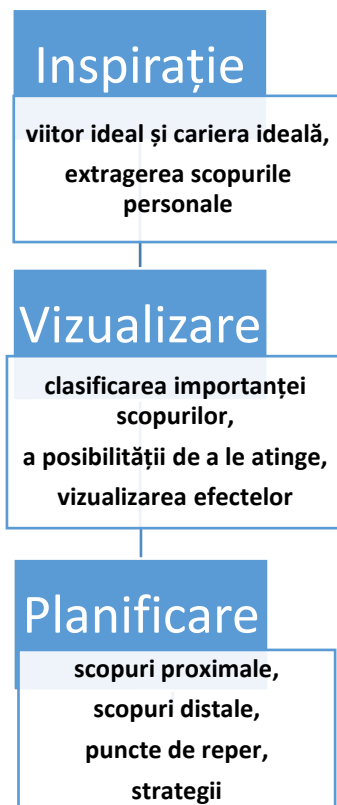 Inspirație
viitor ideal și cariera ideală,
extragerea scopurile
personale
Vizualizare
clasificarea importanței
scopurilor,
a posibilității de a le atinge,
vizualizarea efectelor
Planificare
scopuri proximale,
scopuri distale,
puncte de reper,
strategii